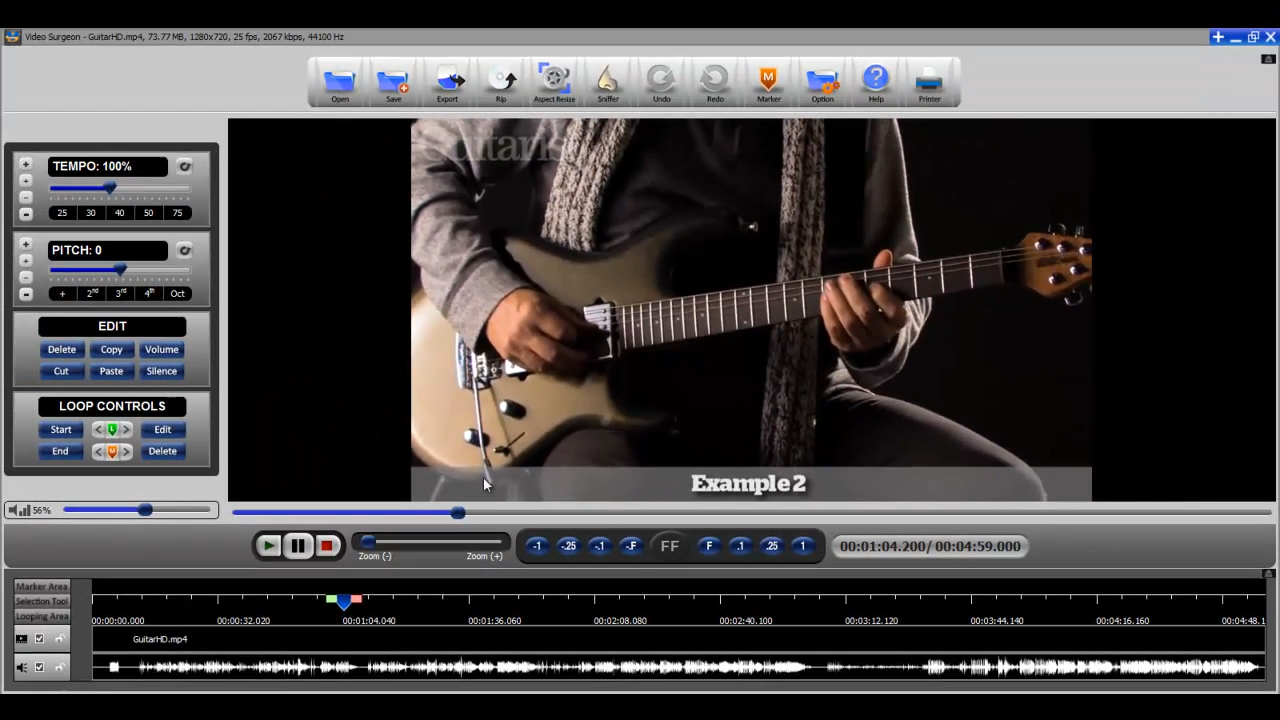 Video Surgeon - GuitarHD.mp4, 73.77 MB, 1280x720, 25 fps, 2067 kbps, 44100 Hz
Open Save Export Rip Aspect Resize Sniffer Undo Redo Marker Option Help Printer
M
?
Guitaris
TEMPO: 100%
25 30 40 50 75
PITCH: 0
+ 2nd 3rd 4th Oct
EDIT
Delete Copy Volume
Cut Paste Silence
LOOP CONTROLS
Start < L > Edit
End < M > Delete
Example 2
56%
Zoom (-) Zoom (+)
-1 -.25 -.1 -.F FF F .1 .25 1
00:01:04.200/ 00:04:59.000
Marker Area
Selection Tool
Looping Area
00:00:00.000 00:00:32.020 00:01:04.040 00:01:36.060 00:02:08.080 00:02:40.100 00:03:12.120 00:03:44.140 00:04:16.160 00:04:48.1
GuitarHD.mp4